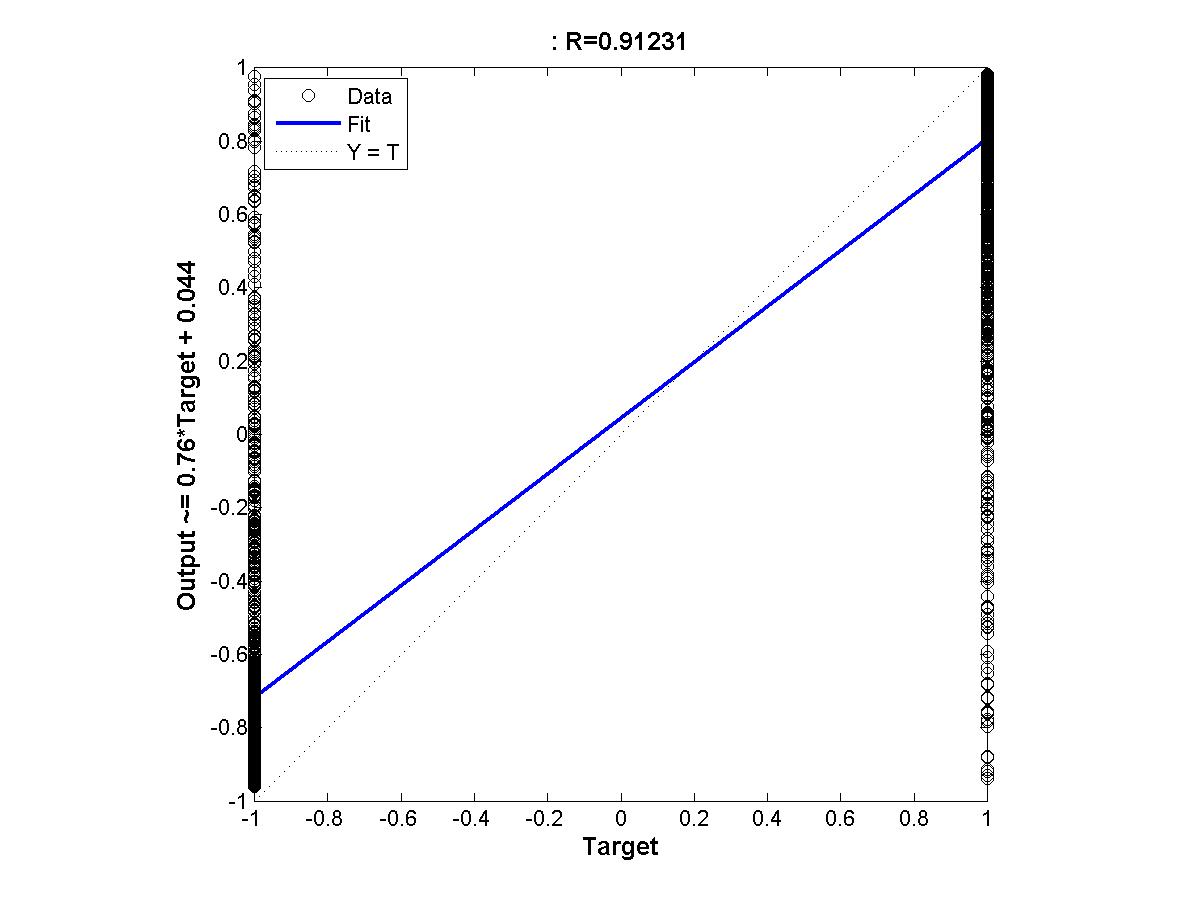 : R=0.91231
Data
Fit
Y = T
Output ~= 0.76*Target + 0.044
1
0.8
0.6
0.4
0.2
0
-0.2
-0.4
-0.6
-0.8
-1
-1 -0.8 -0.6 -0.4 -0.2 0 0.2 0.4 0.6 0.8 1
Target